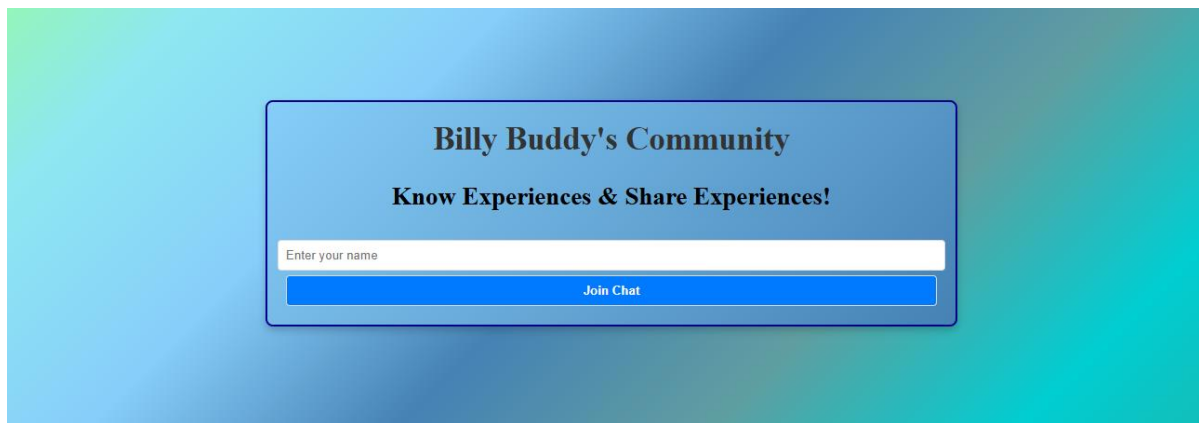 Billy Buddy's Community
Know Experiences & Share Experiences!
Enter your name
Join Chat